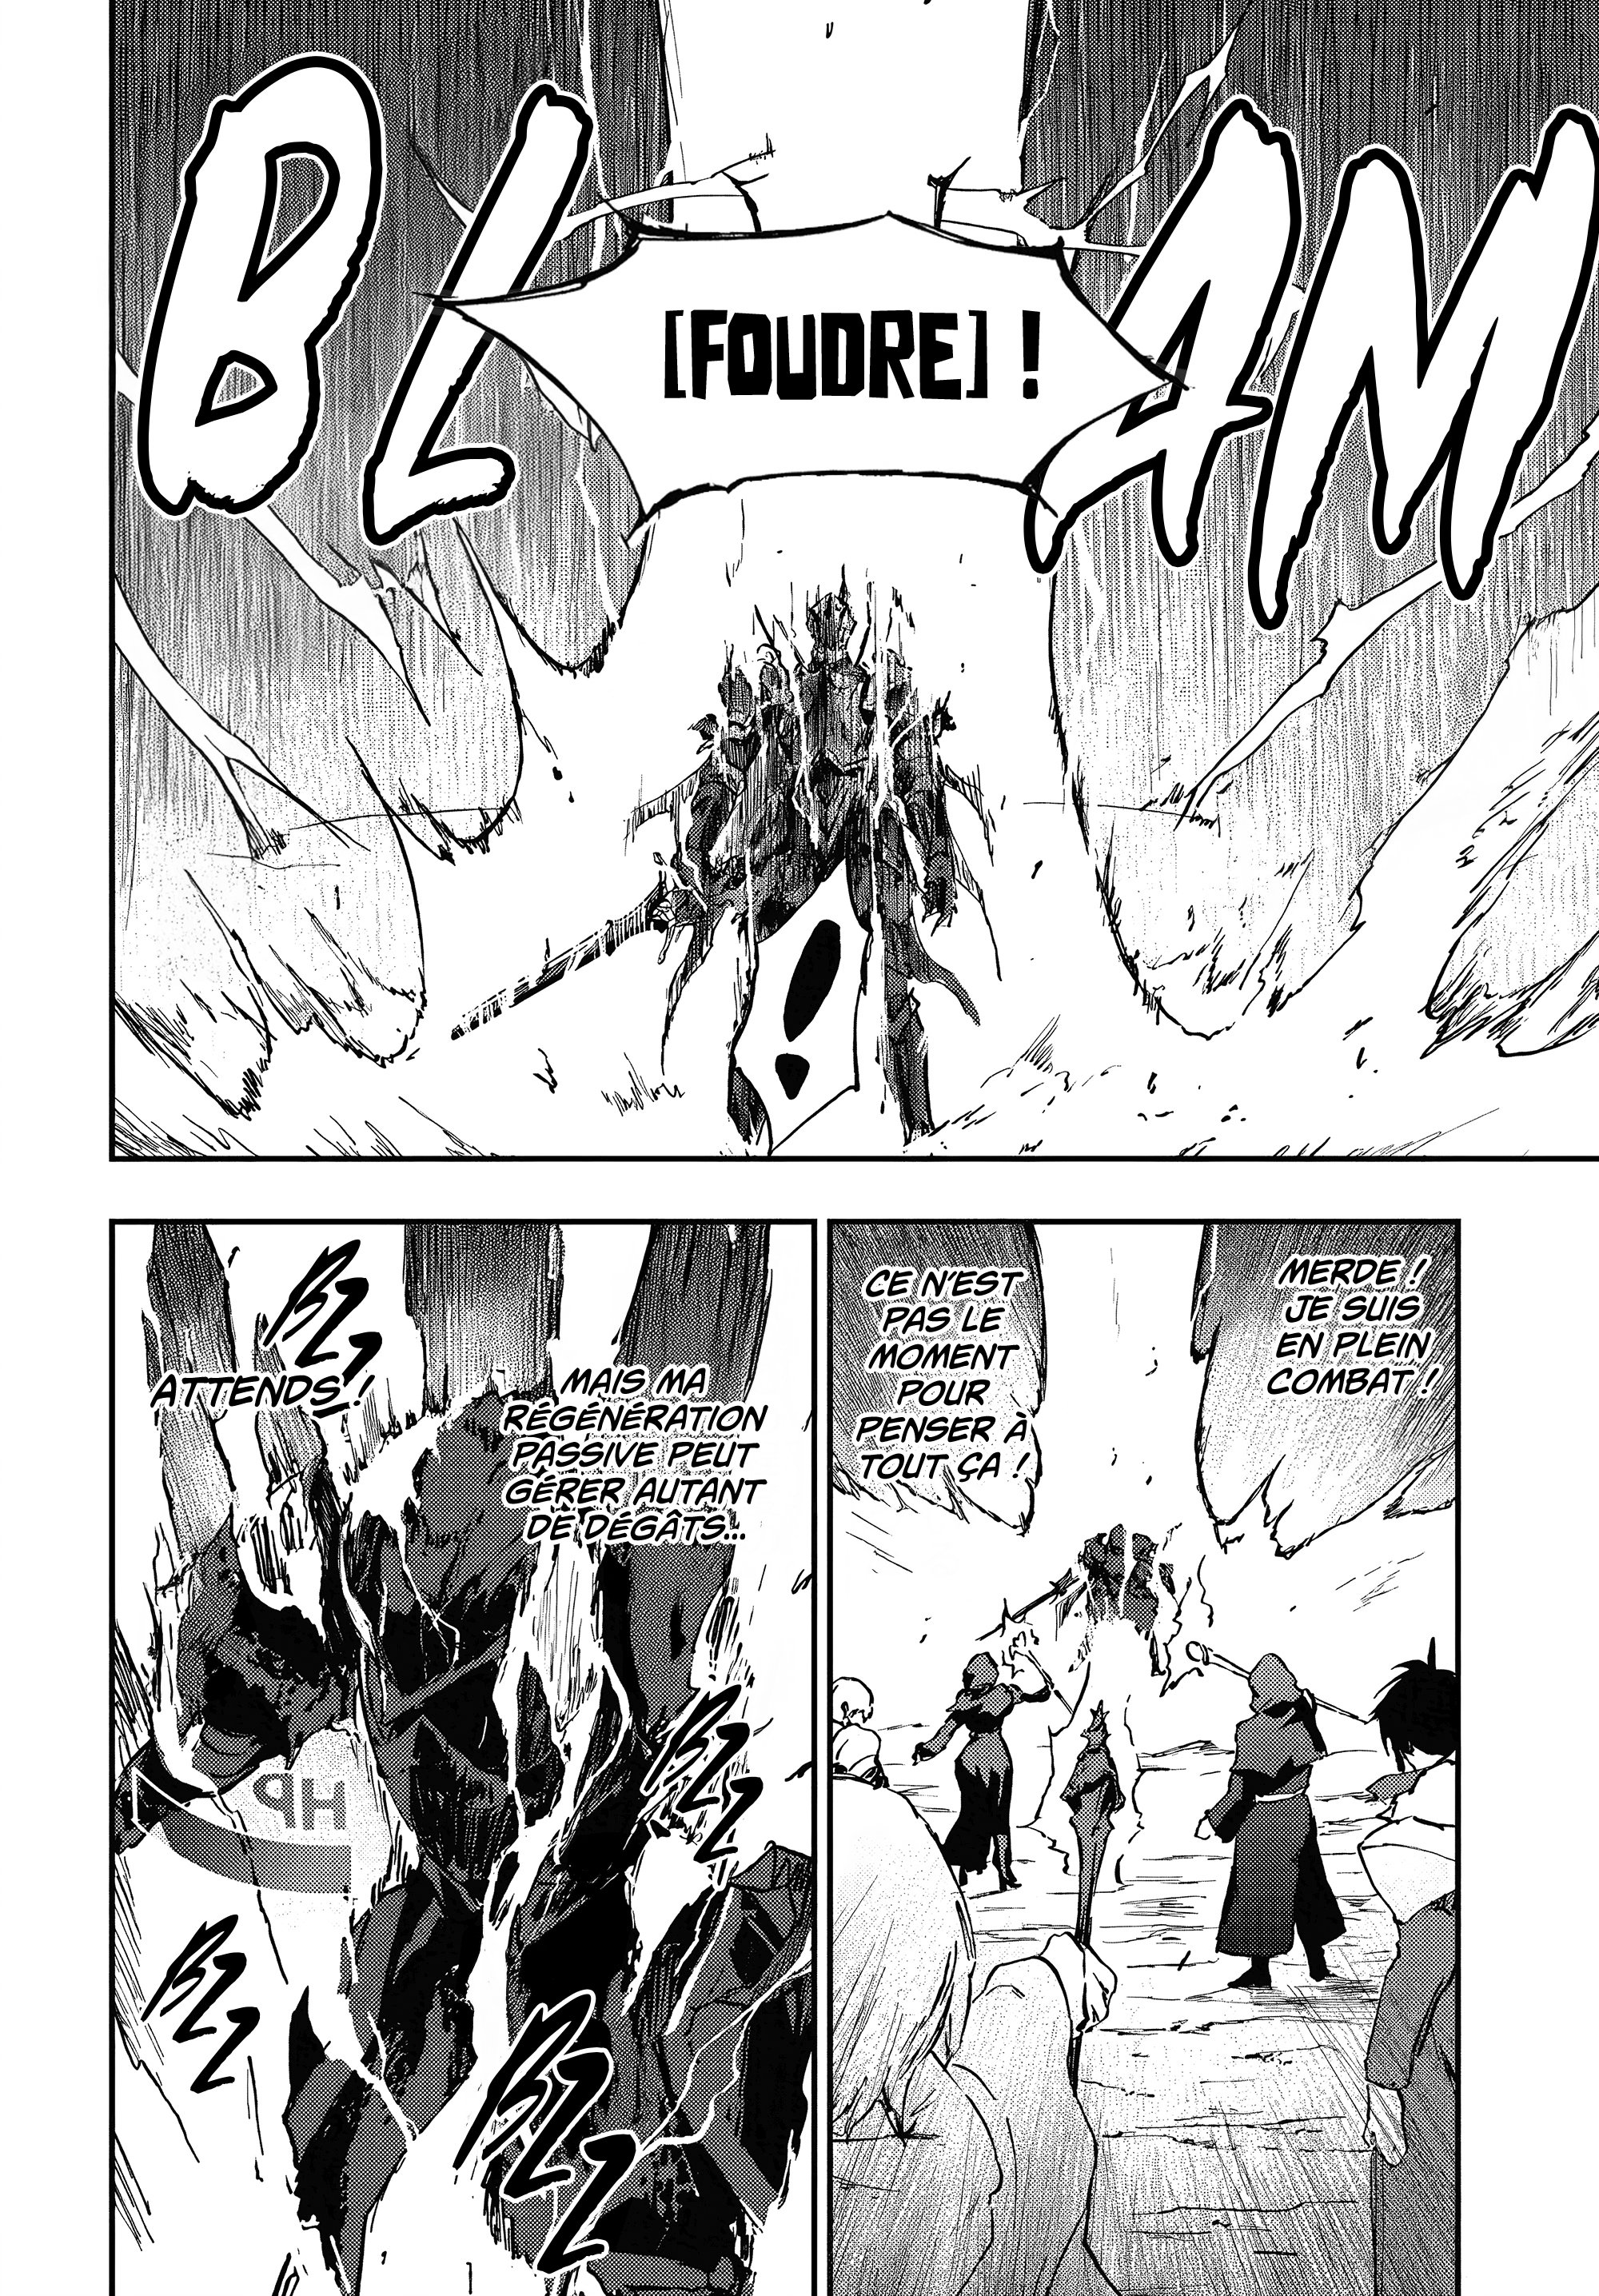 BLAM
[FOUDRE] !
!
MERDE !
JE SUIS
EN PLEIN
COMBAT !
CE N'EST
PAS LE
MOMENT
POUR
PENSER À
TOUT ÇA !
MAIS MA
RÉGÉNÉRATION
PASSIVE PEUT
GÉRER AUTANT
DE DÉGÂTS...
BZZ
ATTENDS !
BZZ
HP
BZZ
BZZ